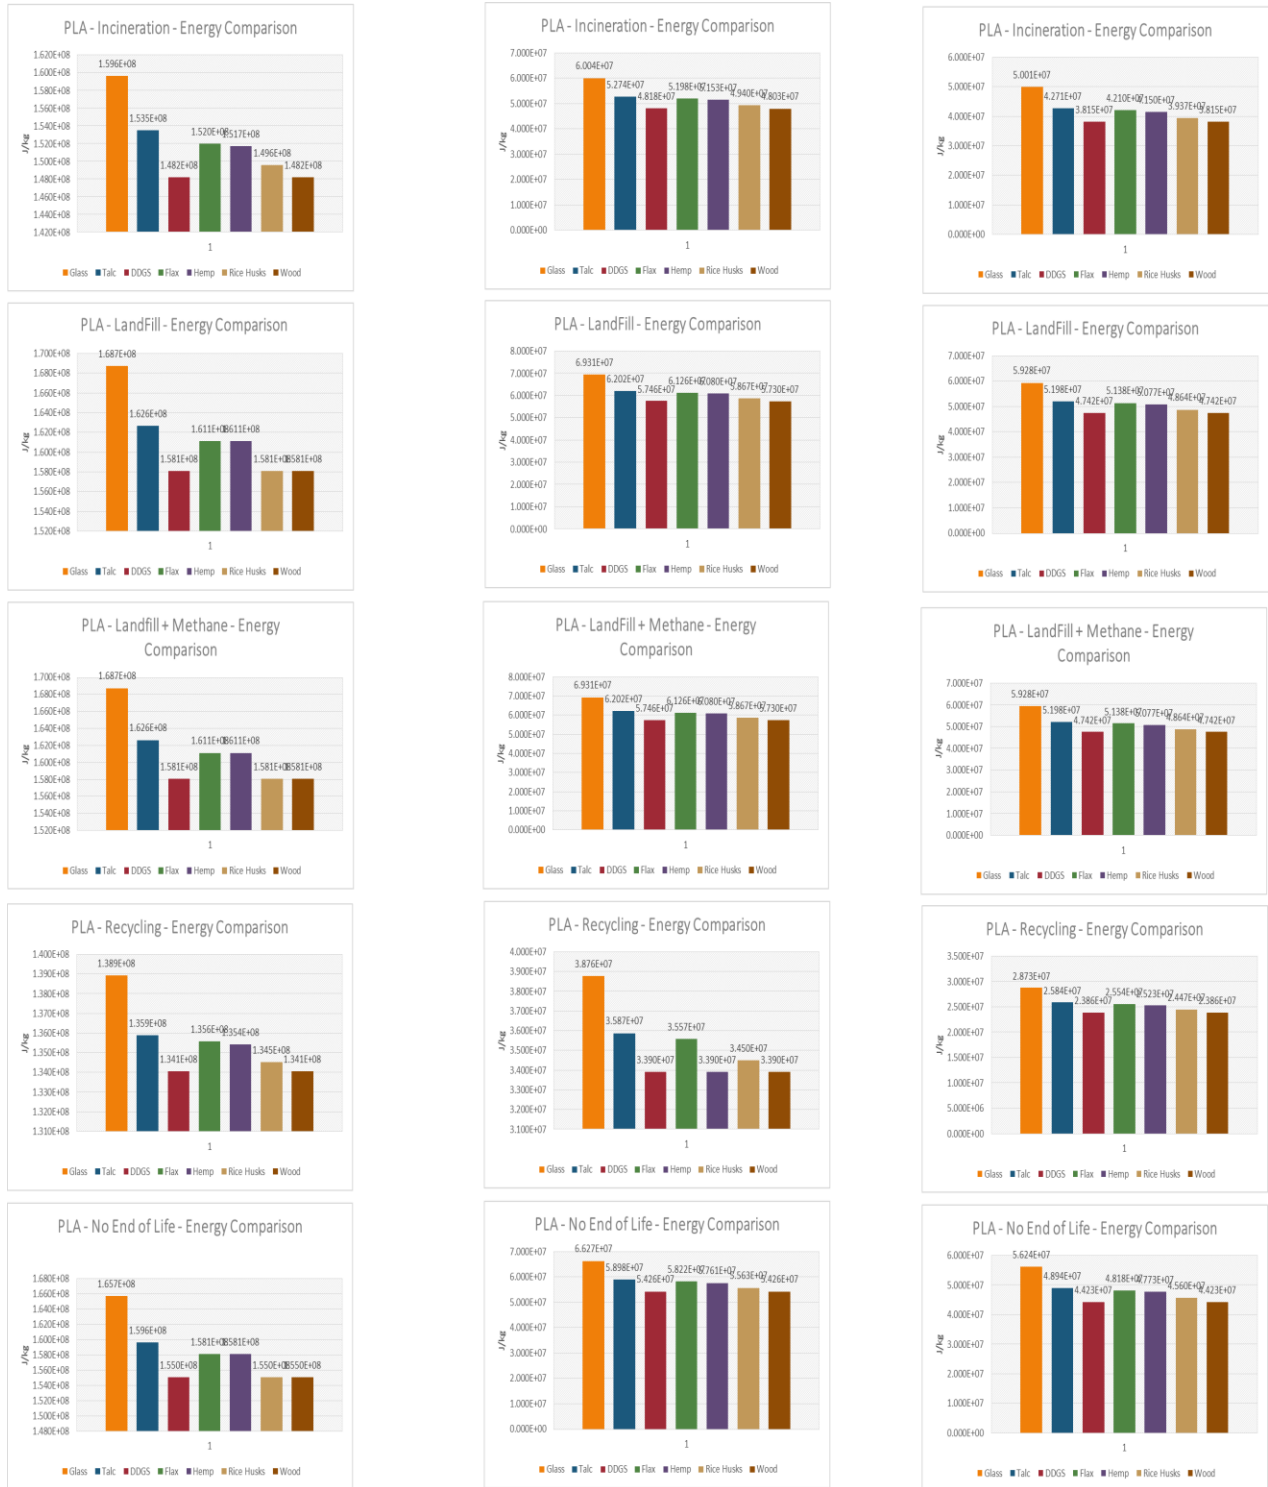 PLA - Incineration - Energy Comparison
1.620E+08
1.600E+08
1.580E+08
1.560E+08
1.540E+08
1.520E+08
1.500E+08
1.480E+08
1.460E+08
1.440E+08
1.420E+08
J/kg
1.596E+08
1.535E+08
1.482E+08
1.520E+08
1.517E+08
1.496E+08
1.482E+08
1
Glass Talc DDGS Flax Hemp Rice Husks Wood
PLA - Incineration - Energy Comparison
7.000E+07
6.000E+07
5.000E+07
4.000E+07
3.000E+07
2.000E+07
1.000E+07
0.000E+00
J/kg
6.004E+07
5.274E+07
4.818E+07
5.198E+07
5.153E+07
4.940E+07
4.803E+07
1
Glass Talc DDGS Flax Hemp Rice Husks Wood
PLA - Incineration - Energy Comparison
6.000E+07
5.000E+07
4.000E+07
3.000E+07
2.000E+07
1.000E+07
0.000E+00
J/kg
5.001E+07
4.271E+07
3.815E+07
4.210E+07
4.150E+07
3.937E+07
3.815E+07
1
Glass Talc DDGS Flax Hemp Rice Husks Wood
PLA - LandFill - Energy Comparison
1.700E+08
1.680E+08
1.660E+08
1.640E+08
1.620E+08
1.600E+08
1.580E+08
1.560E+08
1.540E+08
1.520E+08
J/kg
1.687E+08
1.626E+08
1.581E+08
1.611E+08
1.611E+08
1.581E+08
1.581E+08
1
Glass Talc DDGS Flax Hemp Rice Husks Wood
PLA - LandFill - Energy Comparison
8.000E+07
7.000E+07
6.000E+07
5.000E+07
4.000E+07
3.000E+07
2.000E+07
1.000E+07
0.000E+00
J/kg
6.931E+07
6.202E+07
5.746E+07
6.126E+07
6.080E+07
5.867E+07
5.730E+07
1
Glass Talc DDGS Flax Hemp Rice Husks Wood
PLA - LandFill - Energy Comparison
7.000E+07
6.000E+07
5.000E+07
4.000E+07
3.000E+07
2.000E+07
1.000E+07
0.000E+00
J/kg
5.928E+07
5.198E+07
4.742E+07
5.138E+07
5.077E+07
4.864E+07
4.742E+07
1
Glass Talc DDGS Flax Hemp Rice Husks Wood
PLA - Landfill + Methane - Energy
Comparison
1.700E+08
1.680E+08
1.660E+08
1.640E+08
1.620E+08
1.600E+08
1.580E+08
1.560E+08
1.540E+08
1.520E+08
J/kg
1.687E+08
1.626E+08
1.581E+08
1.611E+08
1.611E+08
1.581E+08
1.581E+08
1
Glass Talc DDGS Flax Hemp Rice Husks Wood
PLA - LandFill + Methane - Energy
Comparison
8.000E+07
7.000E+07
6.000E+07
5.000E+07
4.000E+07
3.000E+07
2.000E+07
1.000E+07
0.000E+00
J/kg
6.931E+07
6.202E+07
5.746E+07
6.126E+07
6.080E+07
5.867E+07
5.730E+07
1
Glass Talc DDGS Flax Hemp Rice Husks Wood
PLA - LandFill + Methane - Energy
Comparison
7.000E+07
6.000E+07
5.000E+07
4.000E+07
3.000E+07
2.000E+07
1.000E+07
0.000E+00
J/kg
5.928E+07
5.198E+07
4.742E+07
5.138E+07
5.077E+07
4.864E+07
4.742E+07
1
Glass Talc DDGS Flax Hemp Rice Husks Wood
PLA - Recycling - Energy Comparison
1.400E+08
1.390E+08
1.380E+08
1.370E+08
1.360E+08
1.350E+08
1.340E+08
1.330E+08
1.320E+08
1.310E+08
J/kg
1.389E+08
1.359E+08
1.341E+08
1.356E+08
1.354E+08
1.345E+08
1.341E+08
1
Glass Talc DDGS Flax Hemp Rice Husks Wood
PLA - Recycling - Energy Comparison
4.000E+07
3.900E+07
3.800E+07
3.700E+07
3.600E+07
3.500E+07
3.400E+07
3.300E+07
3.200E+07
3.100E+07
J/kg
3.876E+07
3.587E+07
3.390E+07
3.557E+07
3.390E+07
3.450E+07
3.390E+07
1
Glass Talc DDGS Flax Hemp Rice Husks Wood
PLA - Recycling - Energy Comparison
3.500E+07
3.000E+07
2.500E+07
2.000E+07
1.500E+07
1.000E+07
5.000E+06
0.000E+00
J/kg
2.873E+07
2.584E+07
2.386E+07
2.554E+07
2.523E+07
2.447E+07
2.386E+07
1
Glass Talc DDGS Flax Hemp Rice Husks Wood
PLA - No End of Life - Energy Comparison
1.680E+08
1.660E+08
1.640E+08
1.620E+08
1.600E+08
1.580E+08
1.560E+08
1.540E+08
1.520E+08
1.500E+08
1.480E+08
J/kg
1.657E+08
1.596E+08
1.550E+08
1.581E+08
1.581E+08
1.550E+08
1.550E+08
1
Glass Talc DDGS Flax Hemp Rice Husks Wood
PLA - No End of Life - Energy Comparison
7.000E+07
6.000E+07
5.000E+07
4.000E+07
3.000E+07
2.000E+07
1.000E+07
0.000E+00
J/kg
6.627E+07
5.898E+07
5.426E+07
5.822E+07
5.761E+07
5.563E+07
5.426E+07
1
Glass Talc DDGS Flax Hemp Rice Husks Wood
PLA - No End of Life - Energy Comparison
6.000E+07
5.000E+07
4.000E+07
3.000E+07
2.000E+07
1.000E+07
0.000E+00
J/kg
5.624E+07
4.894E+07
4.423E+07
4.818E+07
4.773E+07
4.560E+07
4.423E+07
1
Glass Talc DDGS Flax Hemp Rice Husks Wood